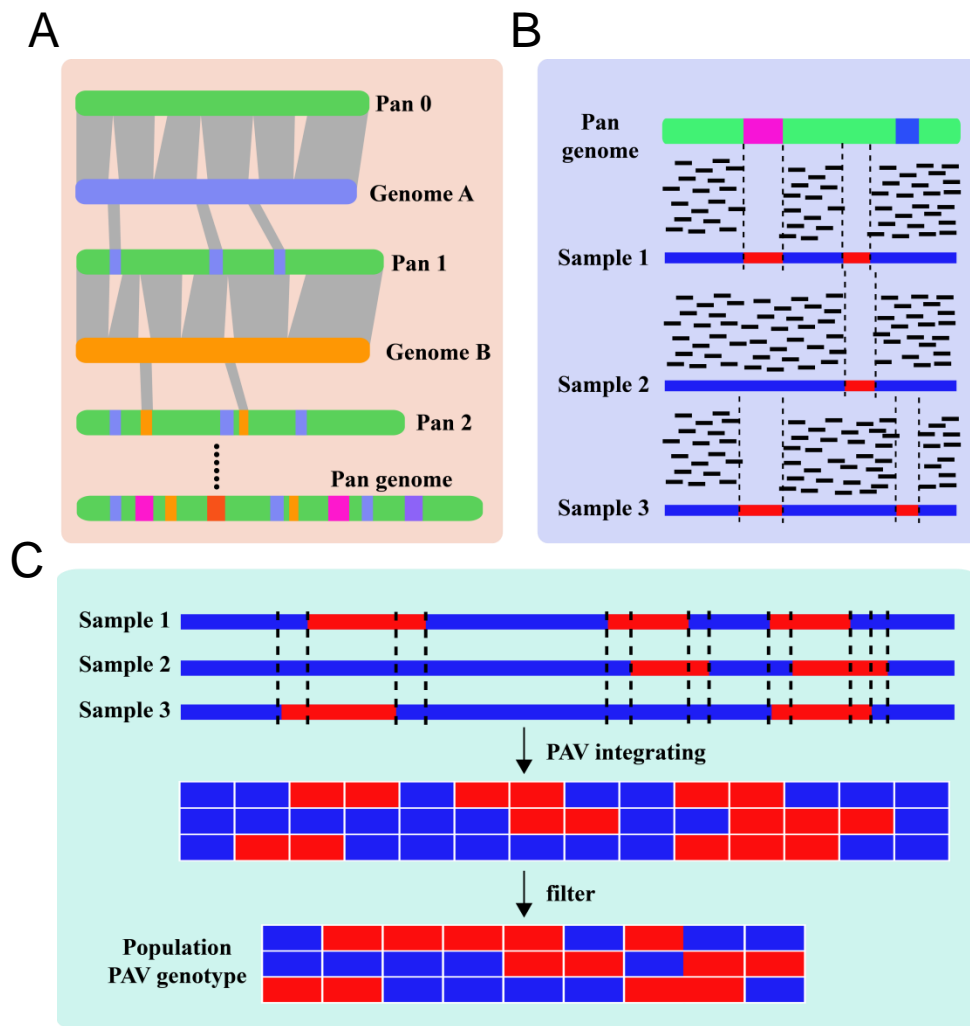 A
Pan 0
Genome A
Pan 1
Genome B
Pan 2
Pan genome
B
Pan
genome
Sample 1
Sample 2
Sample 3
C
Sample 1
Sample 2
Sample 3
PAV integrating
filter
Population
PAV genotype